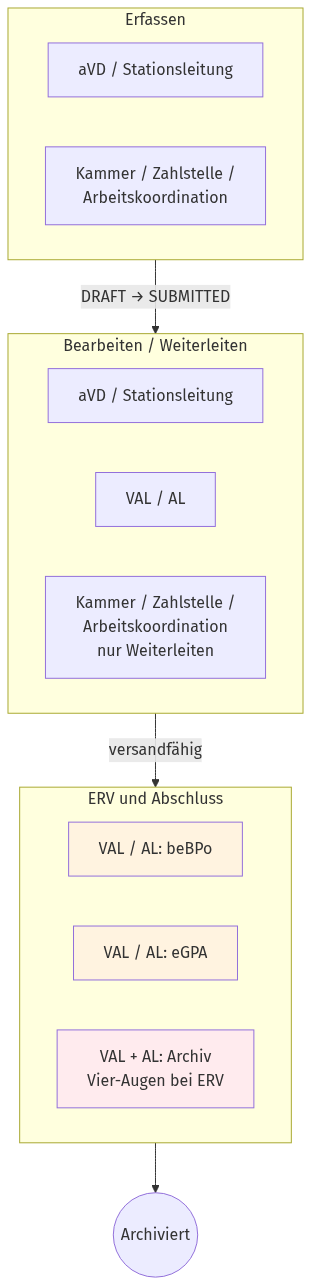 Erfassen
aVD / Stationsleitung
Kammer / Zahlstelle /
Arbeitskoordination
DRAFT → SUBMITTED
Bearbeiten / Weiterleiten
aVD / Stationsleitung
VAL / AL
Kammer / Zahlstelle /
Arbeitskoordination
nur Weiterleiten
versandfähig
ERV und Abschluss
VAL / AL: beBPo
VAL / AL: eGPA
VAL + AL: Archiv
Vier-Augen bei ERV
Archiviert